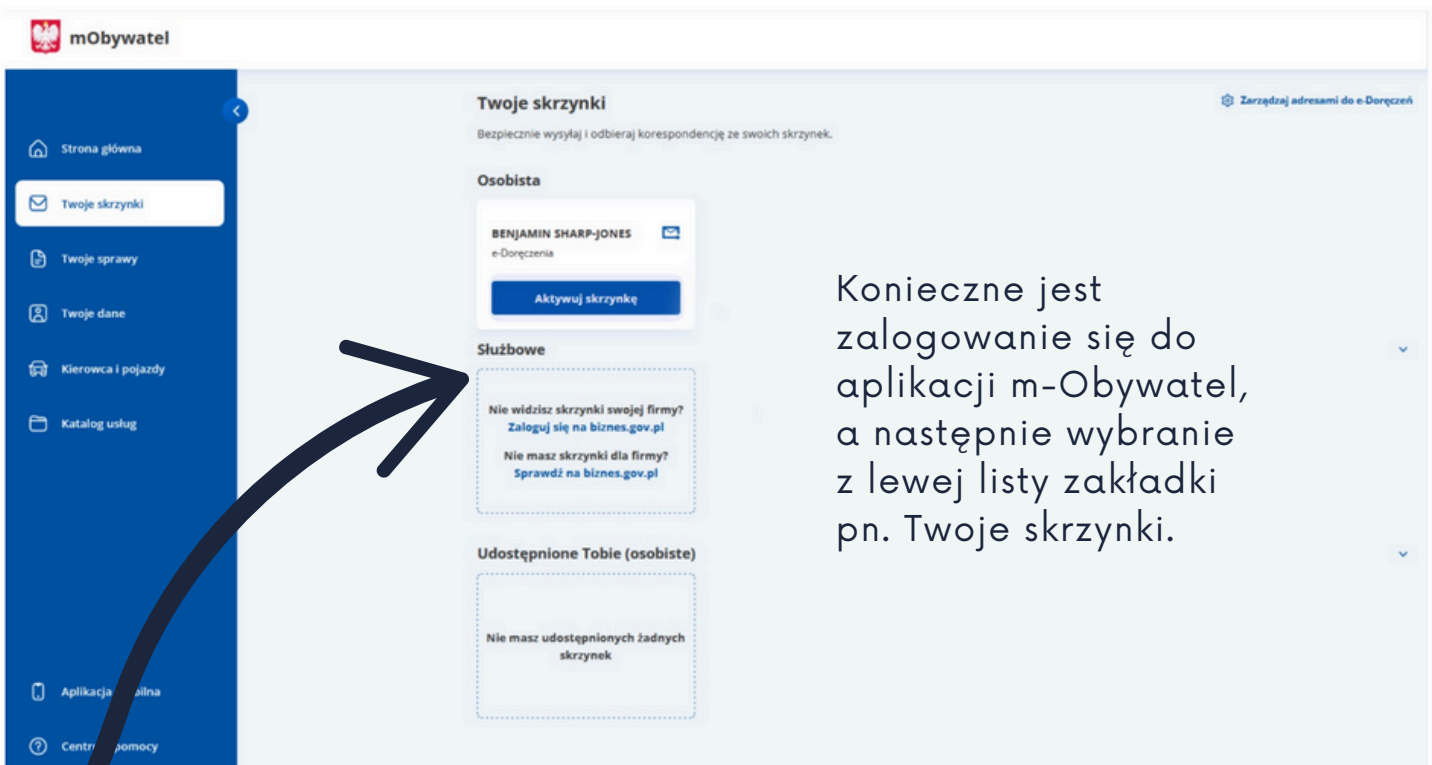 mObywatel
Strona główna
Twoje skrzynki
Twoje sprawy
Twoje dane
Kierowca i pojazdy
Katalog usług
Aplikacja
Centrum pomocy
Twoje skrzynki
Zarządzaj adresami do e-Doręczeń
Bezpiecznie wysyłaj i odbieraj korespondencję ze swoich skrzynek.
Osobista
BENJAMIN SHARP-JONES
e-Doręczenia
Aktywuj skrzynkę
Służbowe
Nie widzisz skrzynki swojej firmy?
Zaloguj się na biznes.gov.pl
Nie masz skrzynki dla firmy?
Sprawdź na biznes.gov.pl
Udostępnione Tobie (osobiste)
Nie masz udostępnionych żadnych
skrzynek
Konieczne jest
zalogowanie się do
aplikacji m-Obywatel,
a następnie wybranie
z lewej listy zakładki
pn. Twoje skrzynki.